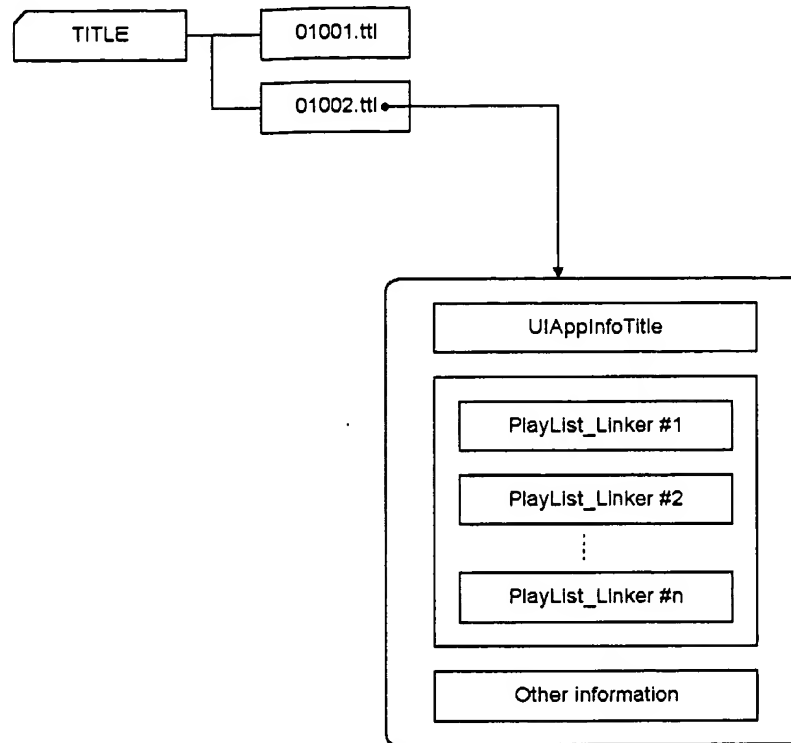 TITLE
01001.ttl
01002.ttl
UIAppInfoTitle
PlayList_Linker #1
PlayList_Linker #2
PlayList_Linker #n
Other information